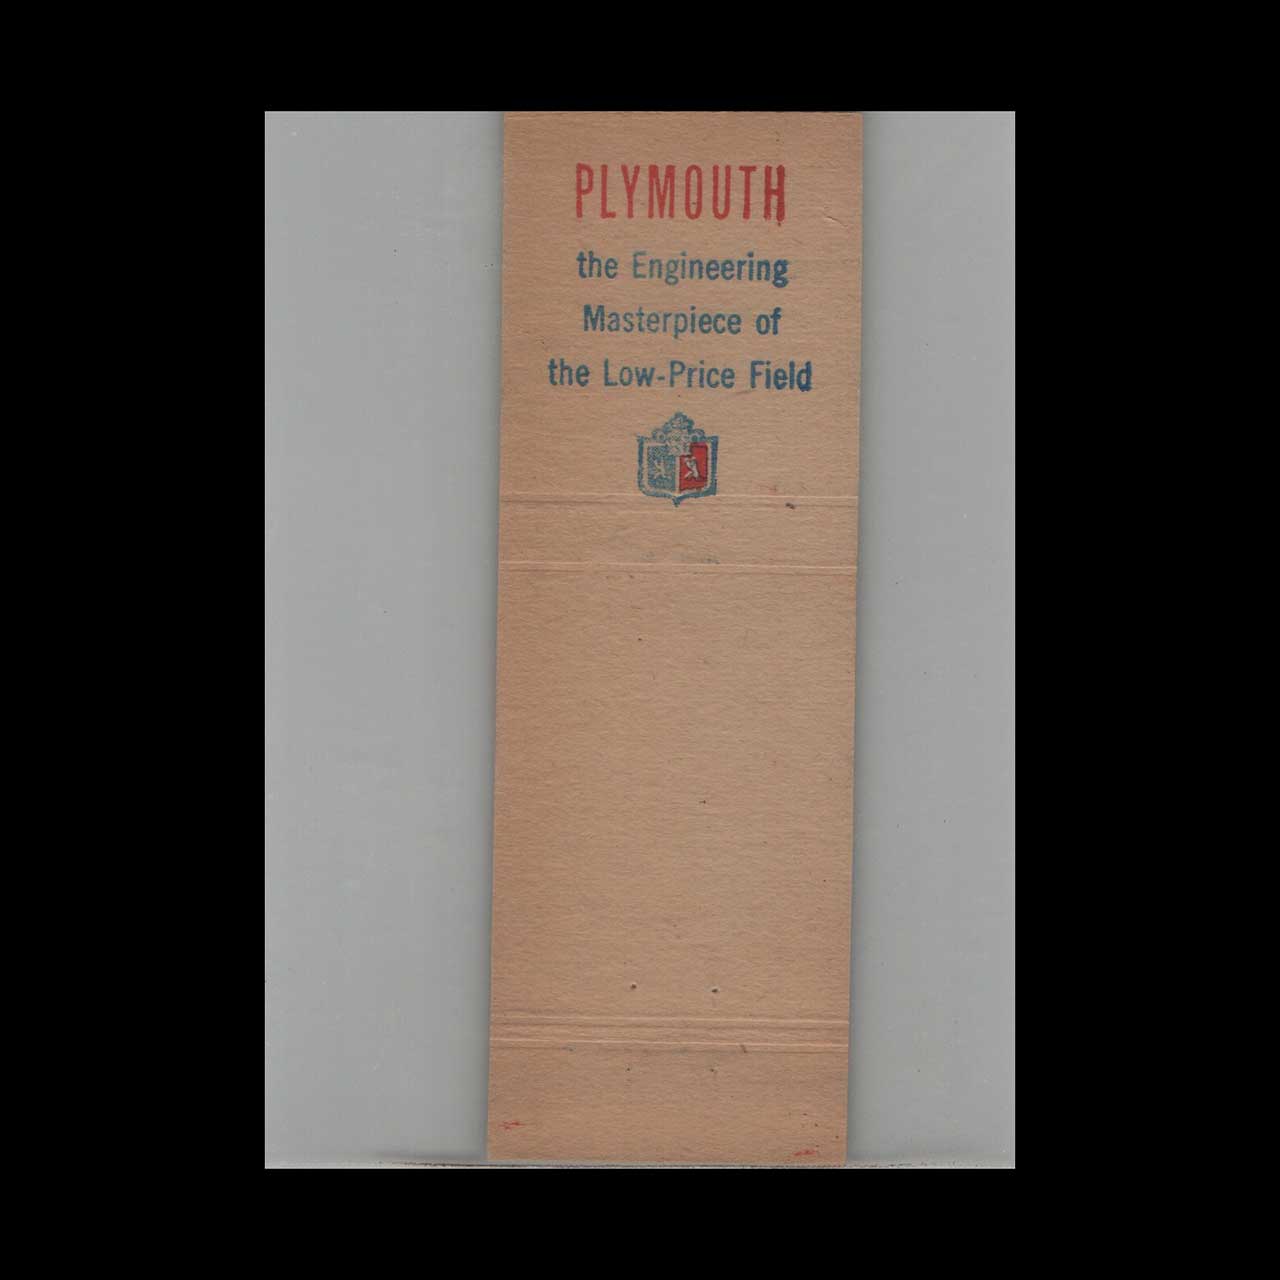 PLYMOUTH
the Engineering
Masterpiece of
the Low-Price Field